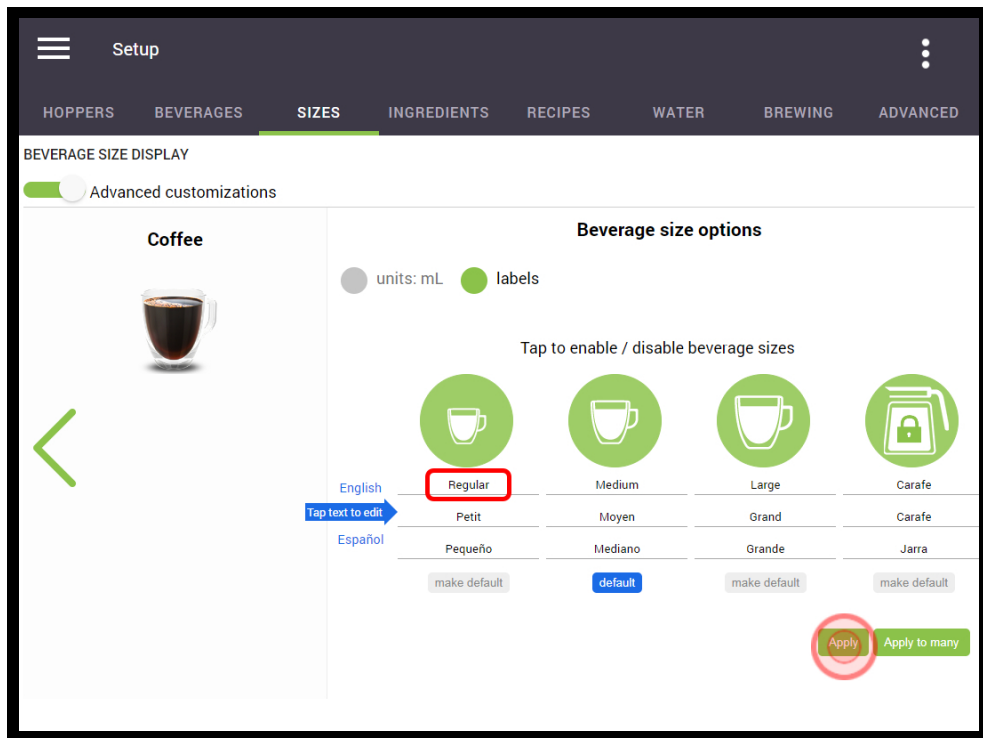 Setup
HOPPERS BEVERAGES SIZES INGREDIENTS RECIPES WATER BREWING ADVANCED
BEVERAGE SIZE DISPLAY
Advanced customizations
Coffee
Beverage size options
units: mL labels
Tap to enable / disable beverage sizes
English Regular Medium Large Carafe
Tap text to edit Petit Moyen Grand Carafe
Español Pequeño Mediano Grande Jarra
make default default make default make default
Apply Apply to many